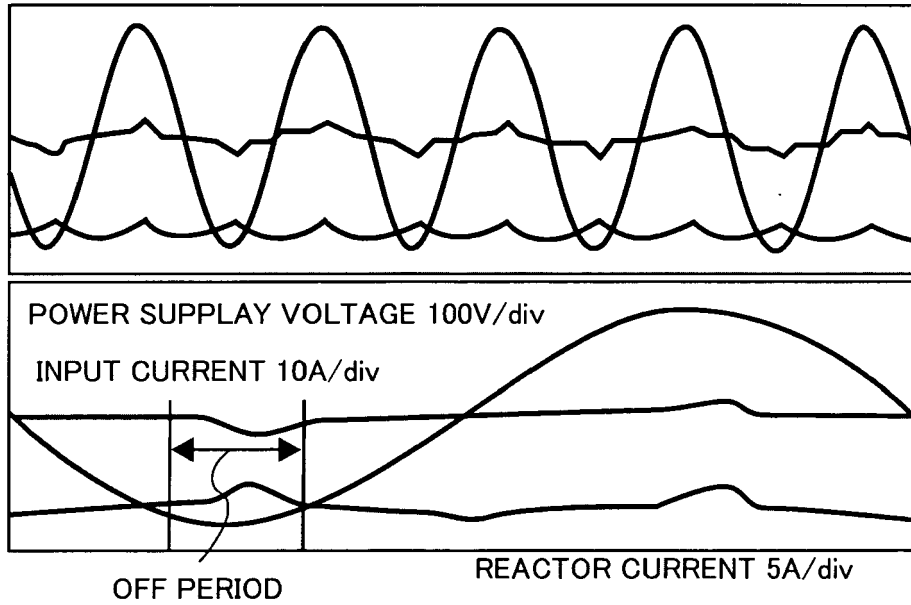 POWER SUPPLAY VOLTAGE 100V/div
INPUT CURRENT 10A/div
REACTOR CURRENT 5A/div
OFF PERIOD